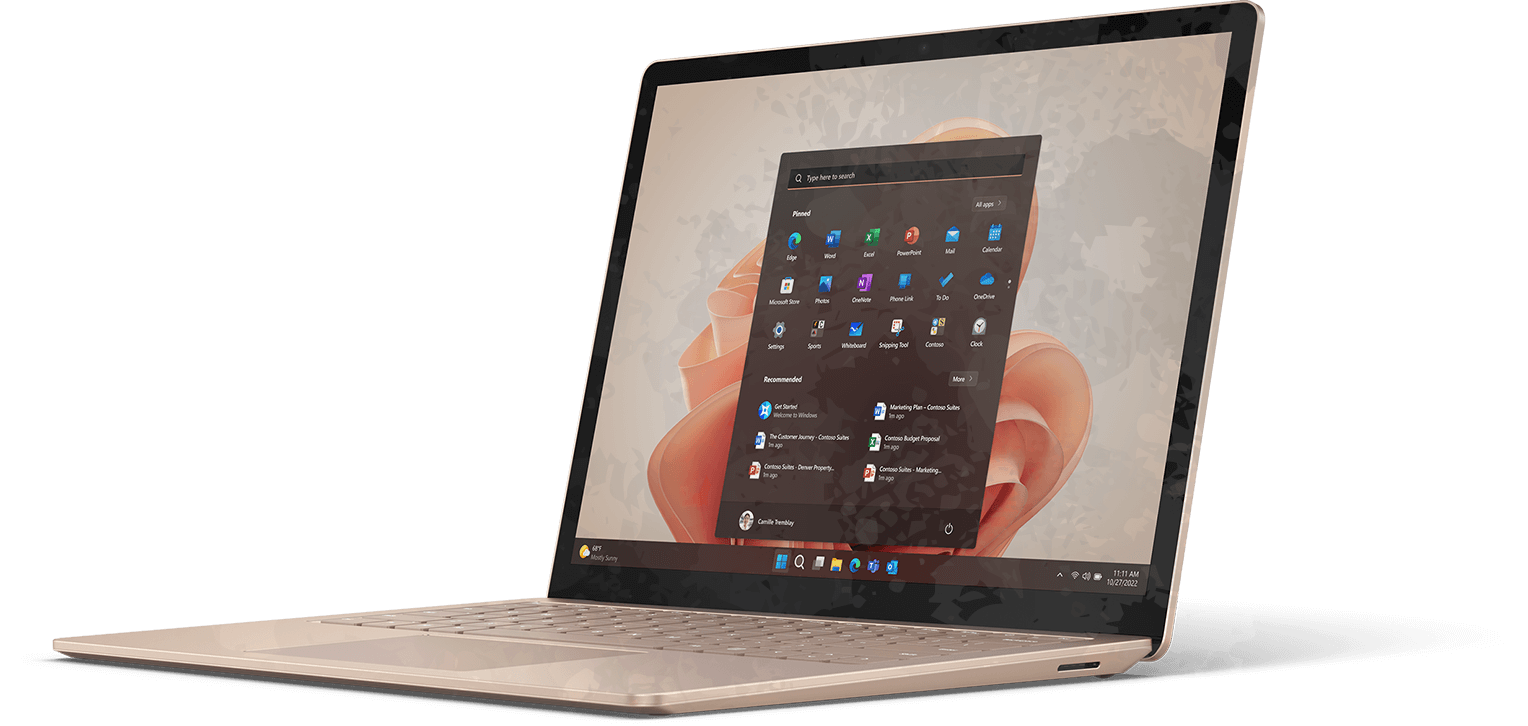 Type here to search
Pinned
All apps
Edge
Word
Excel
PowerPoint
Mail
Calendar
Microsoft Store
Photos
OneNote
Phone Link
To Do
OneDrive
Settings
Sports
Whiteboard
Snipping Tool
Contoso
Clock
Recommended
More
Get Started
Welcome to Windows
Marketing Plan – Contoso Suites
1m ago
The Customer Journey - Contoso Suites
1m ago
Contoso Budget Proposal
1m ago
Contoso Suites - Denver Property...
1m ago
Contoso Suites - Marketing...
1m ago
Camille Tremblay
68°F
Mostly Sunny
11:11 AM
10/27/2022